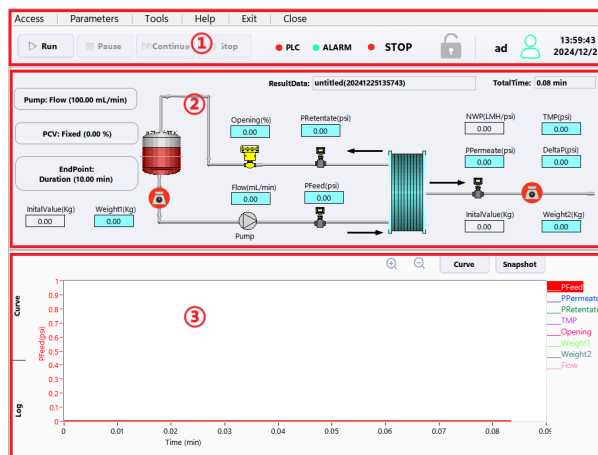 Access Parameters Tools Help Exit Close
Run Pause Continue ① Stop PLC ALARM STOP ad 13:59:43
2024/12/2
ResultData: untitled(20241225135743) TotalTime: 0.08 min
Pump: Flow (100.00 mL/min)
②
PCV: Fixed (0.00 %)
EndPoint:
Duration (10.00 min)
Opening(%) PRetentate(psi) NWP(LMH/psi) TMP(psi)
0.00 0.00 0.00 0.00
PPermeate(psi) DeltaP(psi)
0.00 0.00
Flow(mL/min) PFeed(psi)
0.00 0.00
InitalValue(Kg) Weight1(Kg) InitalValue(Kg) Weight2(Kg)
0.00 0.00 0.00 0.00
Pump
Curve Snapshot
Curve
Log
③
PFeed(psi)
1
0.9
0.8
0.7
0.6
0.5
0.4
0.3
0.2
0.1
0
0 0.01 0.02 0.03 0.04 0.05 0.06 0.07 0.08 0.09
Time (min)
PFeed
PPermeate
PRetentate
TMP
Opening
Weight1
Weight2
Flow